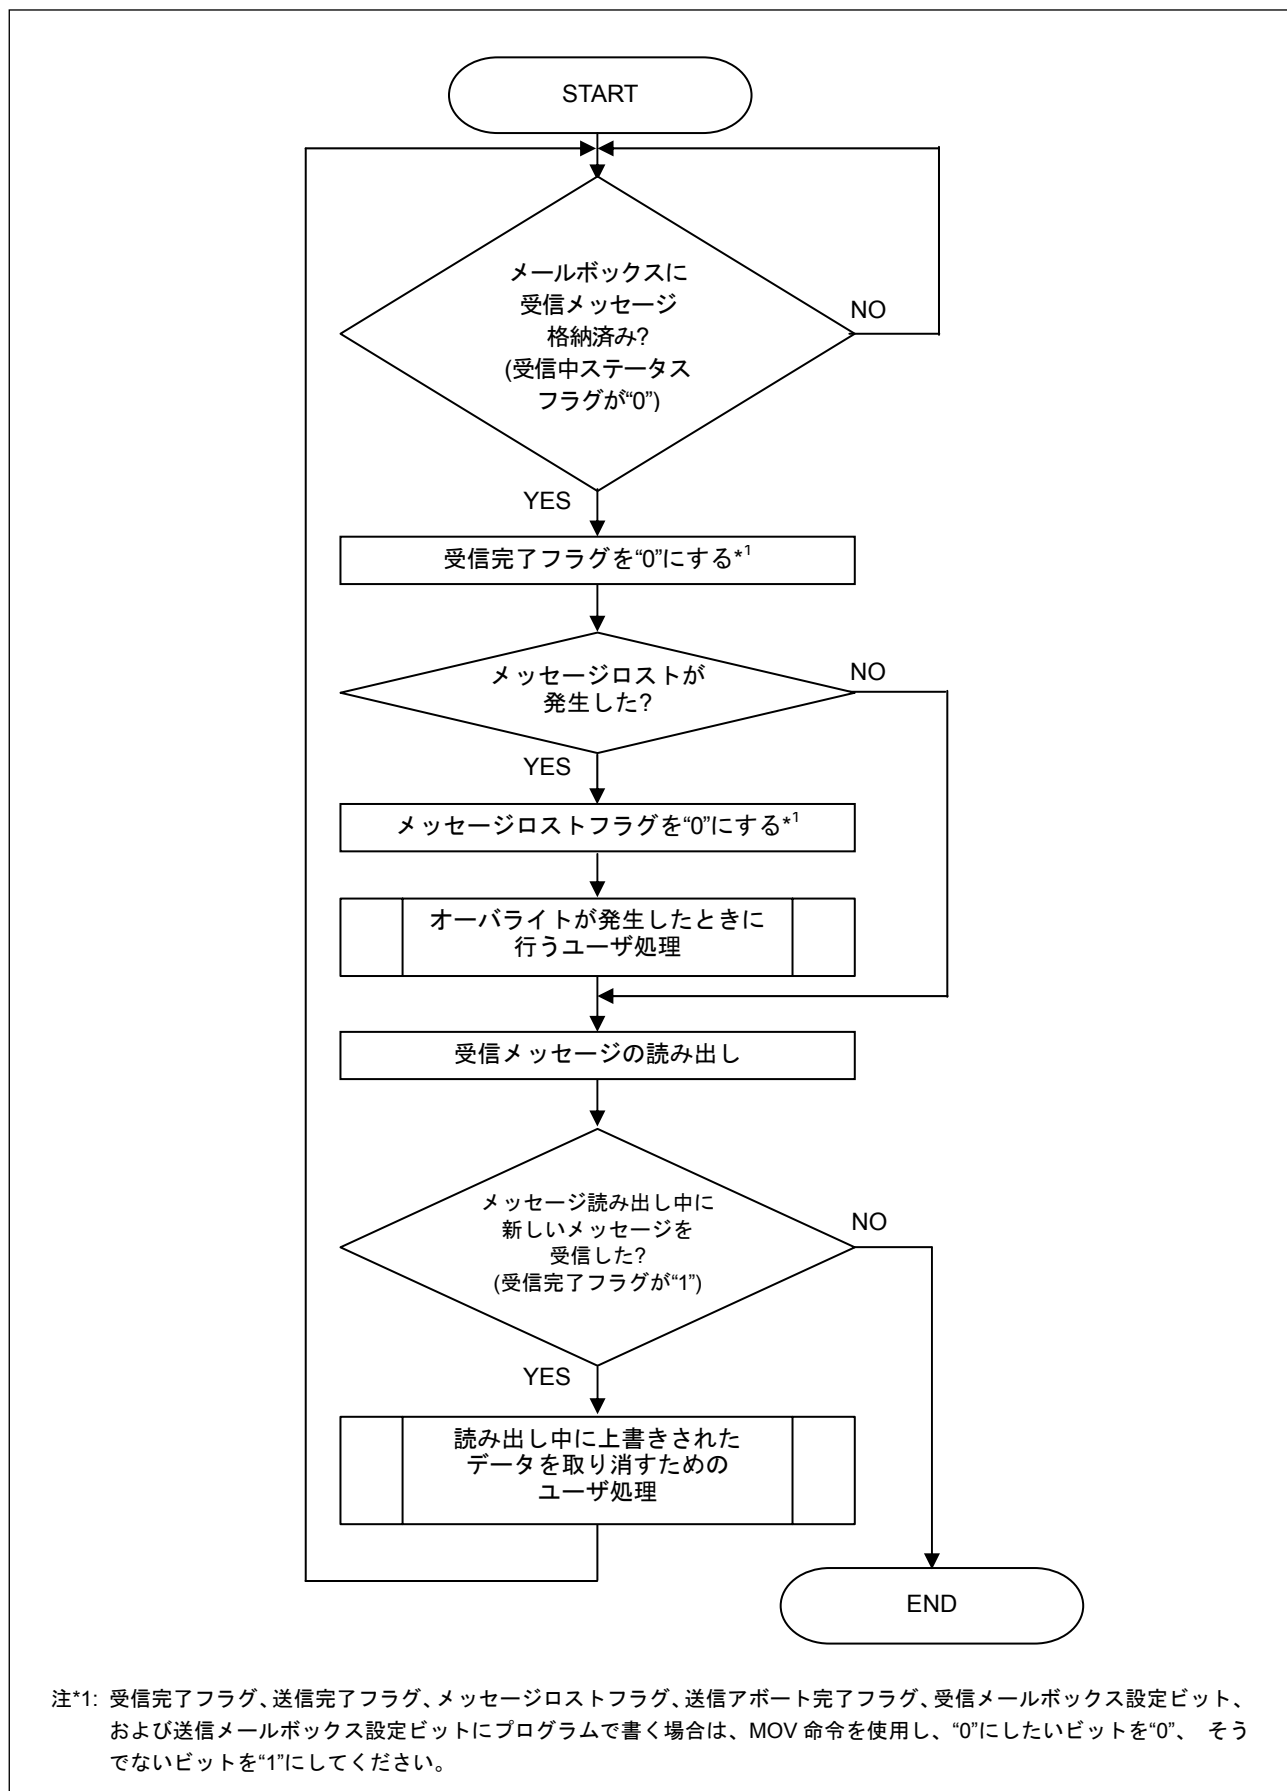 START
メールボックスに
受信メッセージ
格納済み?
(受信中ステータス
フラグが“0”)
NO
YES
受信完了フラグを“0”にする*1
メッセージロストが
発生した?
NO
YES
メッセージロストフラグを“0”にする*1
オーバライトが発生したときに
行うユーザ処理
受信メッセージの読み出し
メッセージ読み出し中に
新しいメッセージを
受信した?
(受信完了フラグが“1”)
NO
YES
読み出し中に上書きされた
データを取り消すための
ユーザ処理
END
注*1: 受信完了フラグ、送信完了フラグ、メッセージロストフラグ、送信アボート完了フラグ、受信メールボックス設定ビット、
および送信メールボックス設定ビットにプログラムで書く場合は、MOV 命令を使用し、“0”にしたいビットを“0”、 そう
でないビットを“1”にしてください。